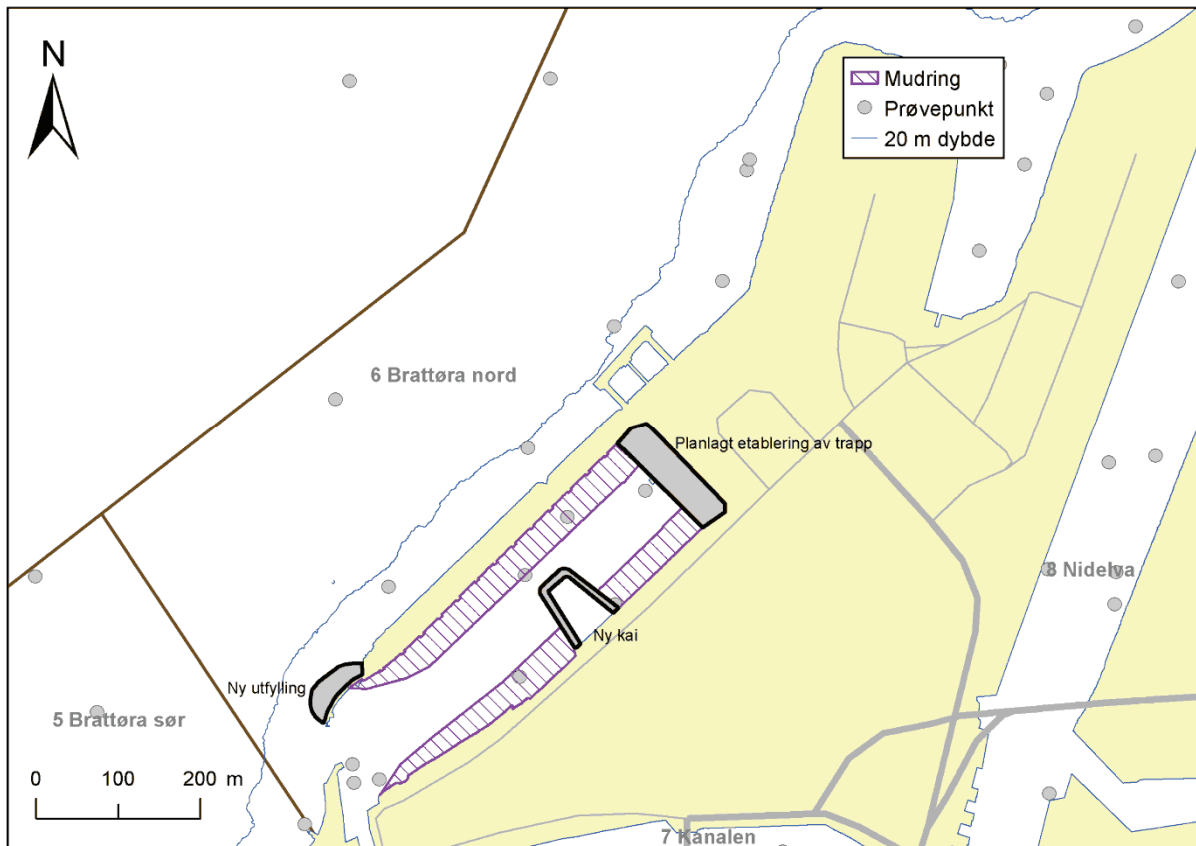 N
Mudring
Prøvepunkt
20 m dybde
6 Brattøra nord
Planlagt etablering av trapp
8 Nidelva
Ny kai
Ny utfylling
5 Brattøra sør
0 100 200 m
7 Kanalen